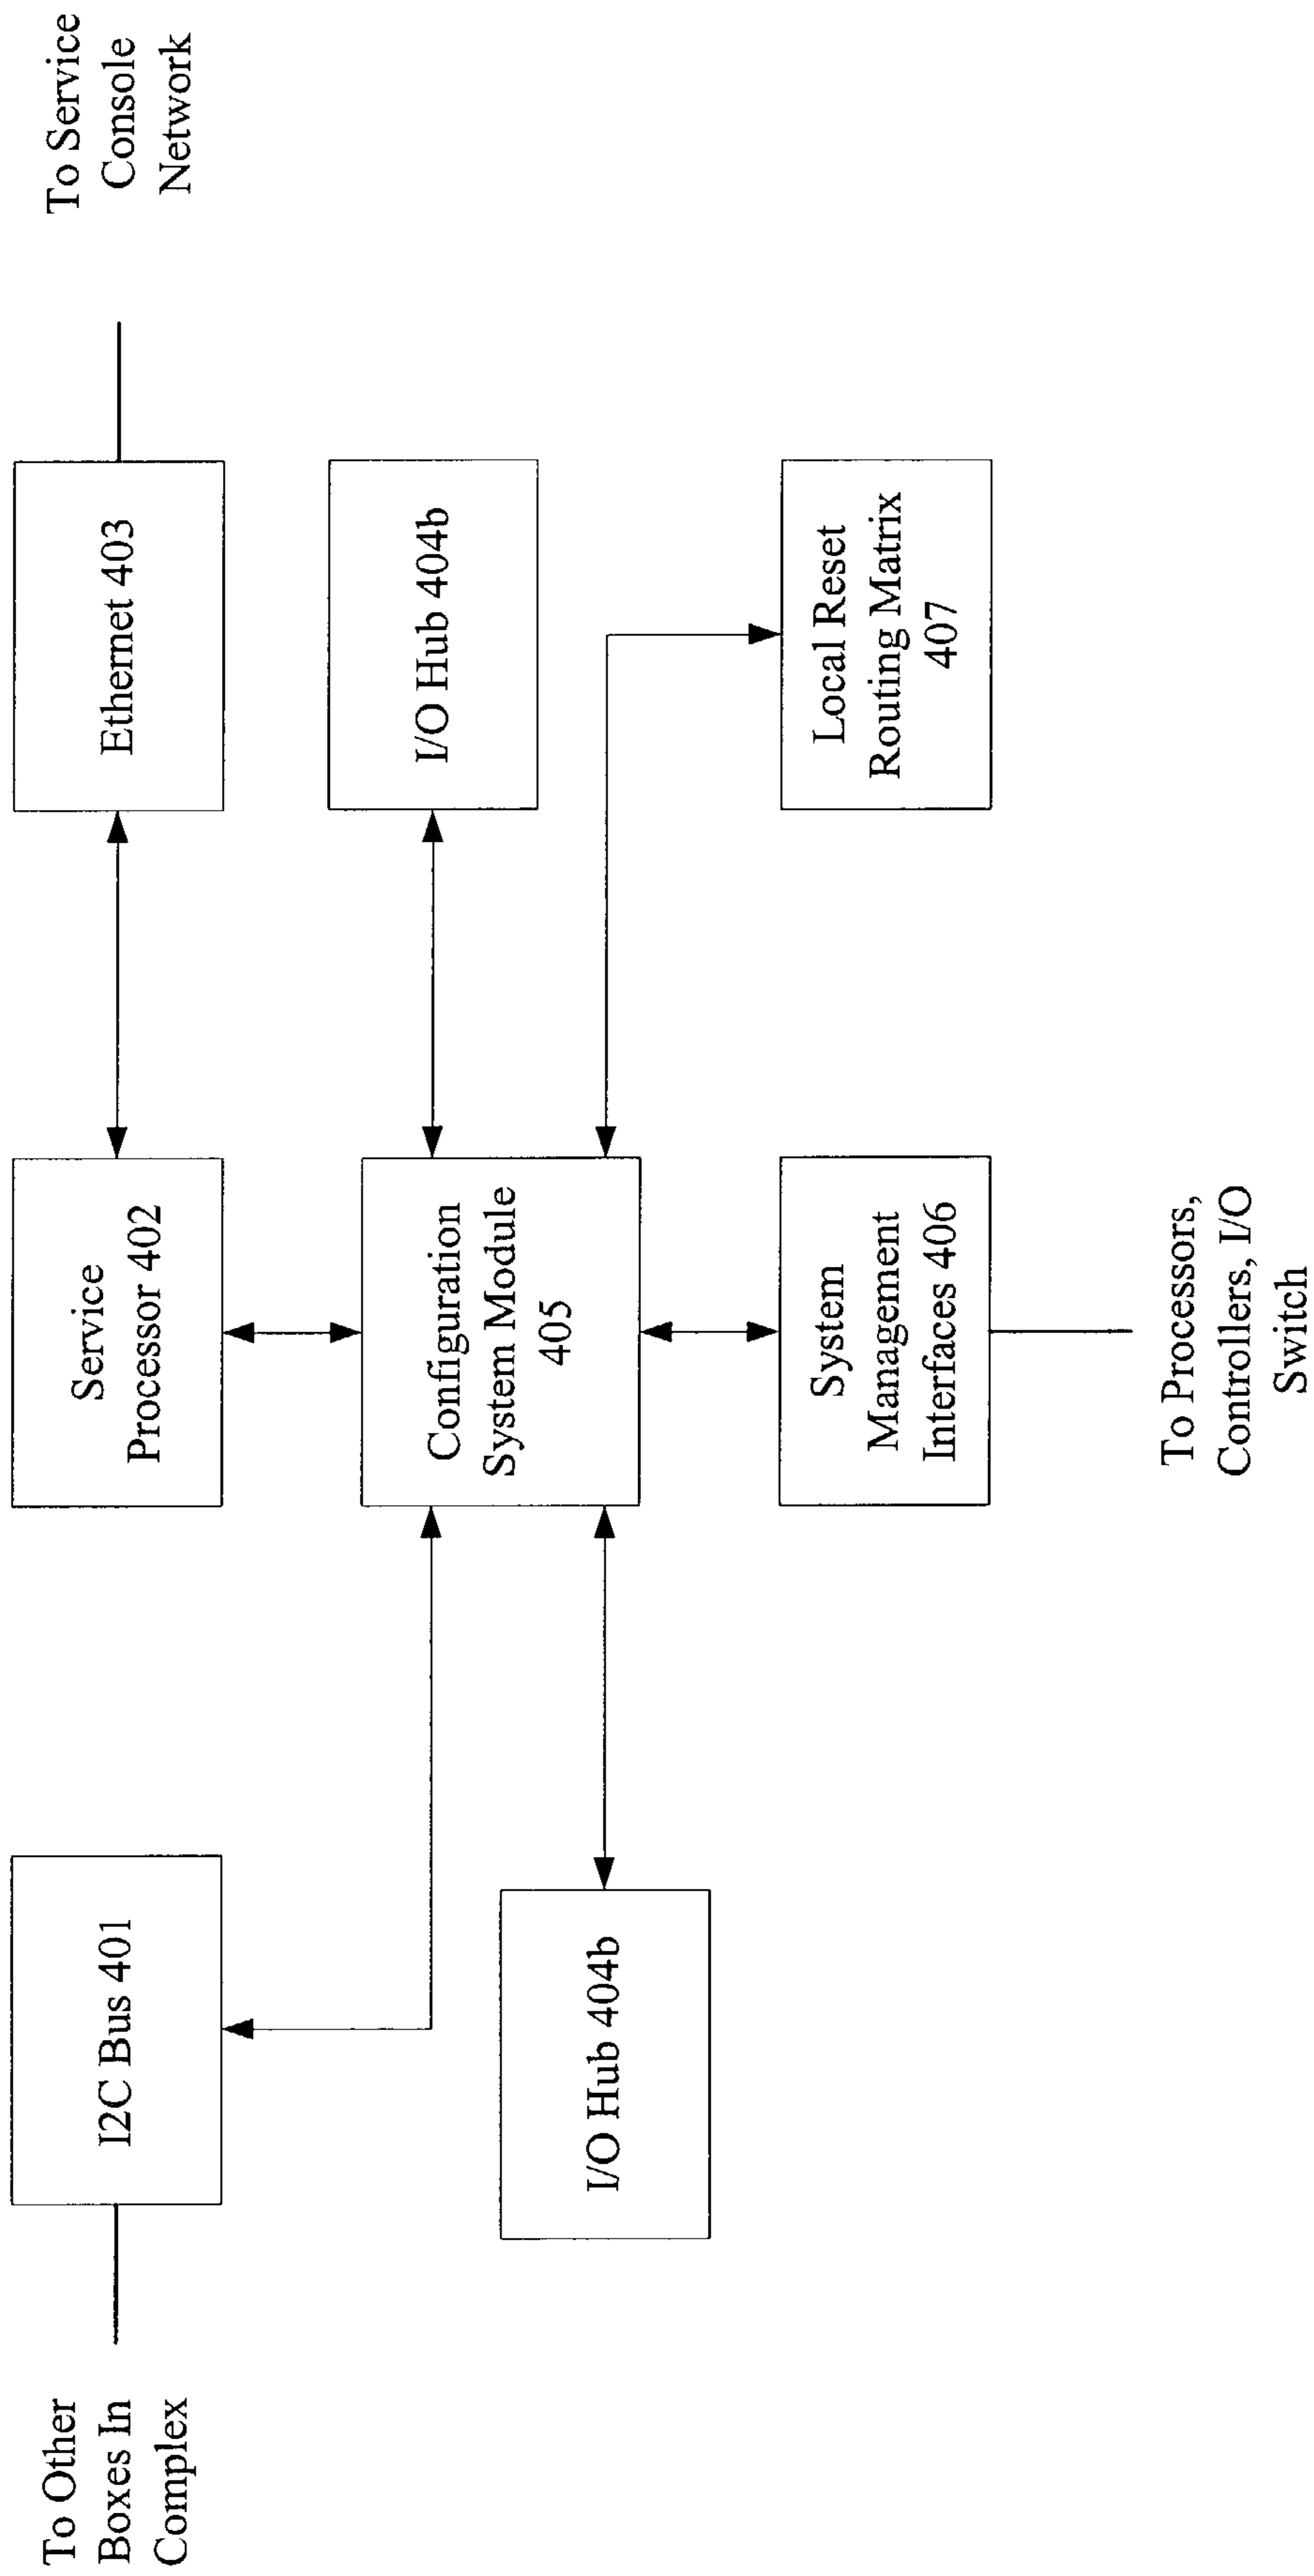 To Other
Boxes In
Complex
I2C Bus 401
Service
Processor 402
Ethernet 403
To Service
Console
Network
I/O Hub 404b
Configuration
System Module
405
I/O Hub 404b
System
Management
Interfaces 406
Local Reset
Routing Matrix
407
To Processors,
Controllers, I/O
Switch